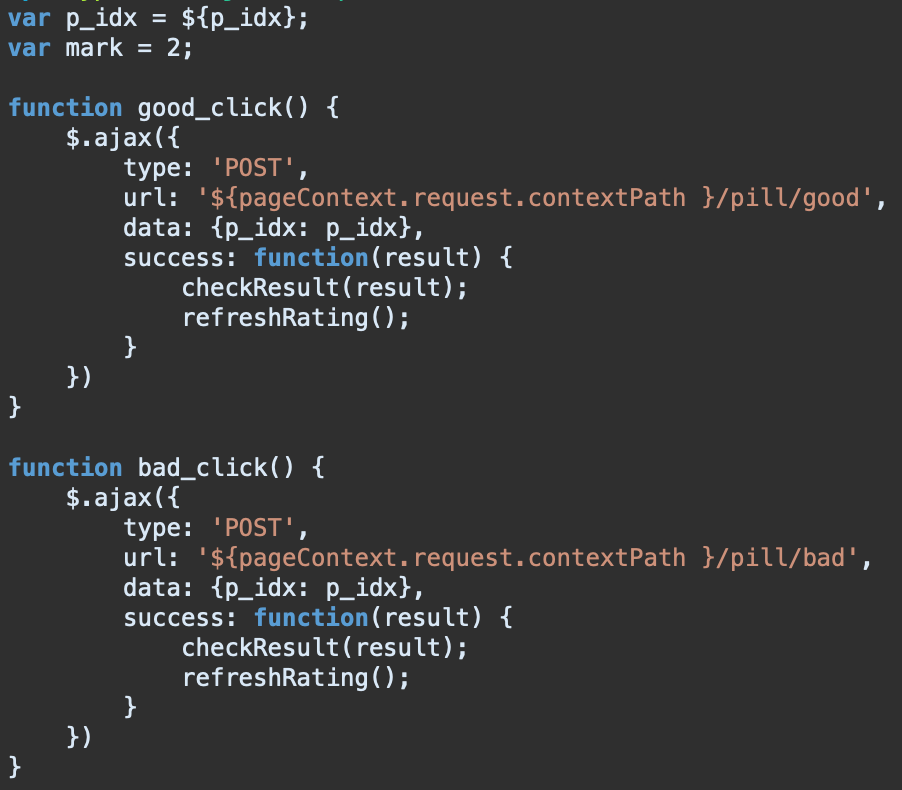 var p_idx = ${p_idx};
var mark = 2;
function good_click() {
$.ajax({
type: 'POST',
url: '${pageContext.request.contextPath }/pill/good',
data: {p_idx: p_idx},
success: function(result) {
checkResult(result);
refreshRating();
}
})
}
function bad_click() {
$.ajax({
type: 'POST',
url: '${pageContext.request.contextPath }/pill/bad',
data: {p_idx: p_idx},
success: function(result) {
checkResult(result);
refreshRating();
}
})
}